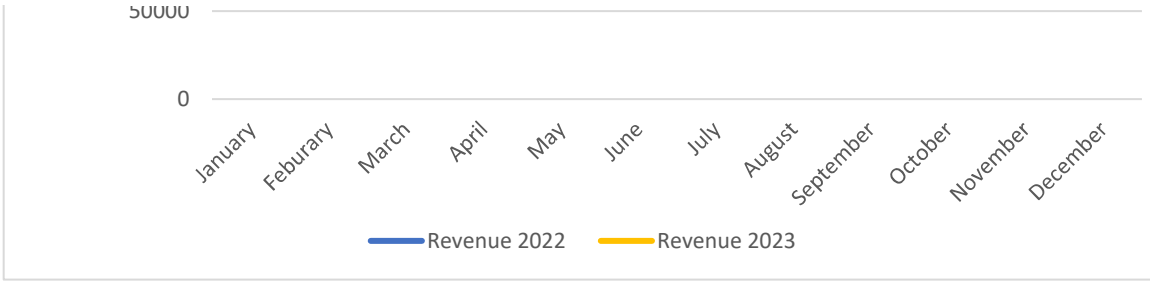 50000
0
January Feburary March April May June July August September October November December
Revenue 2022 Revenue 2023